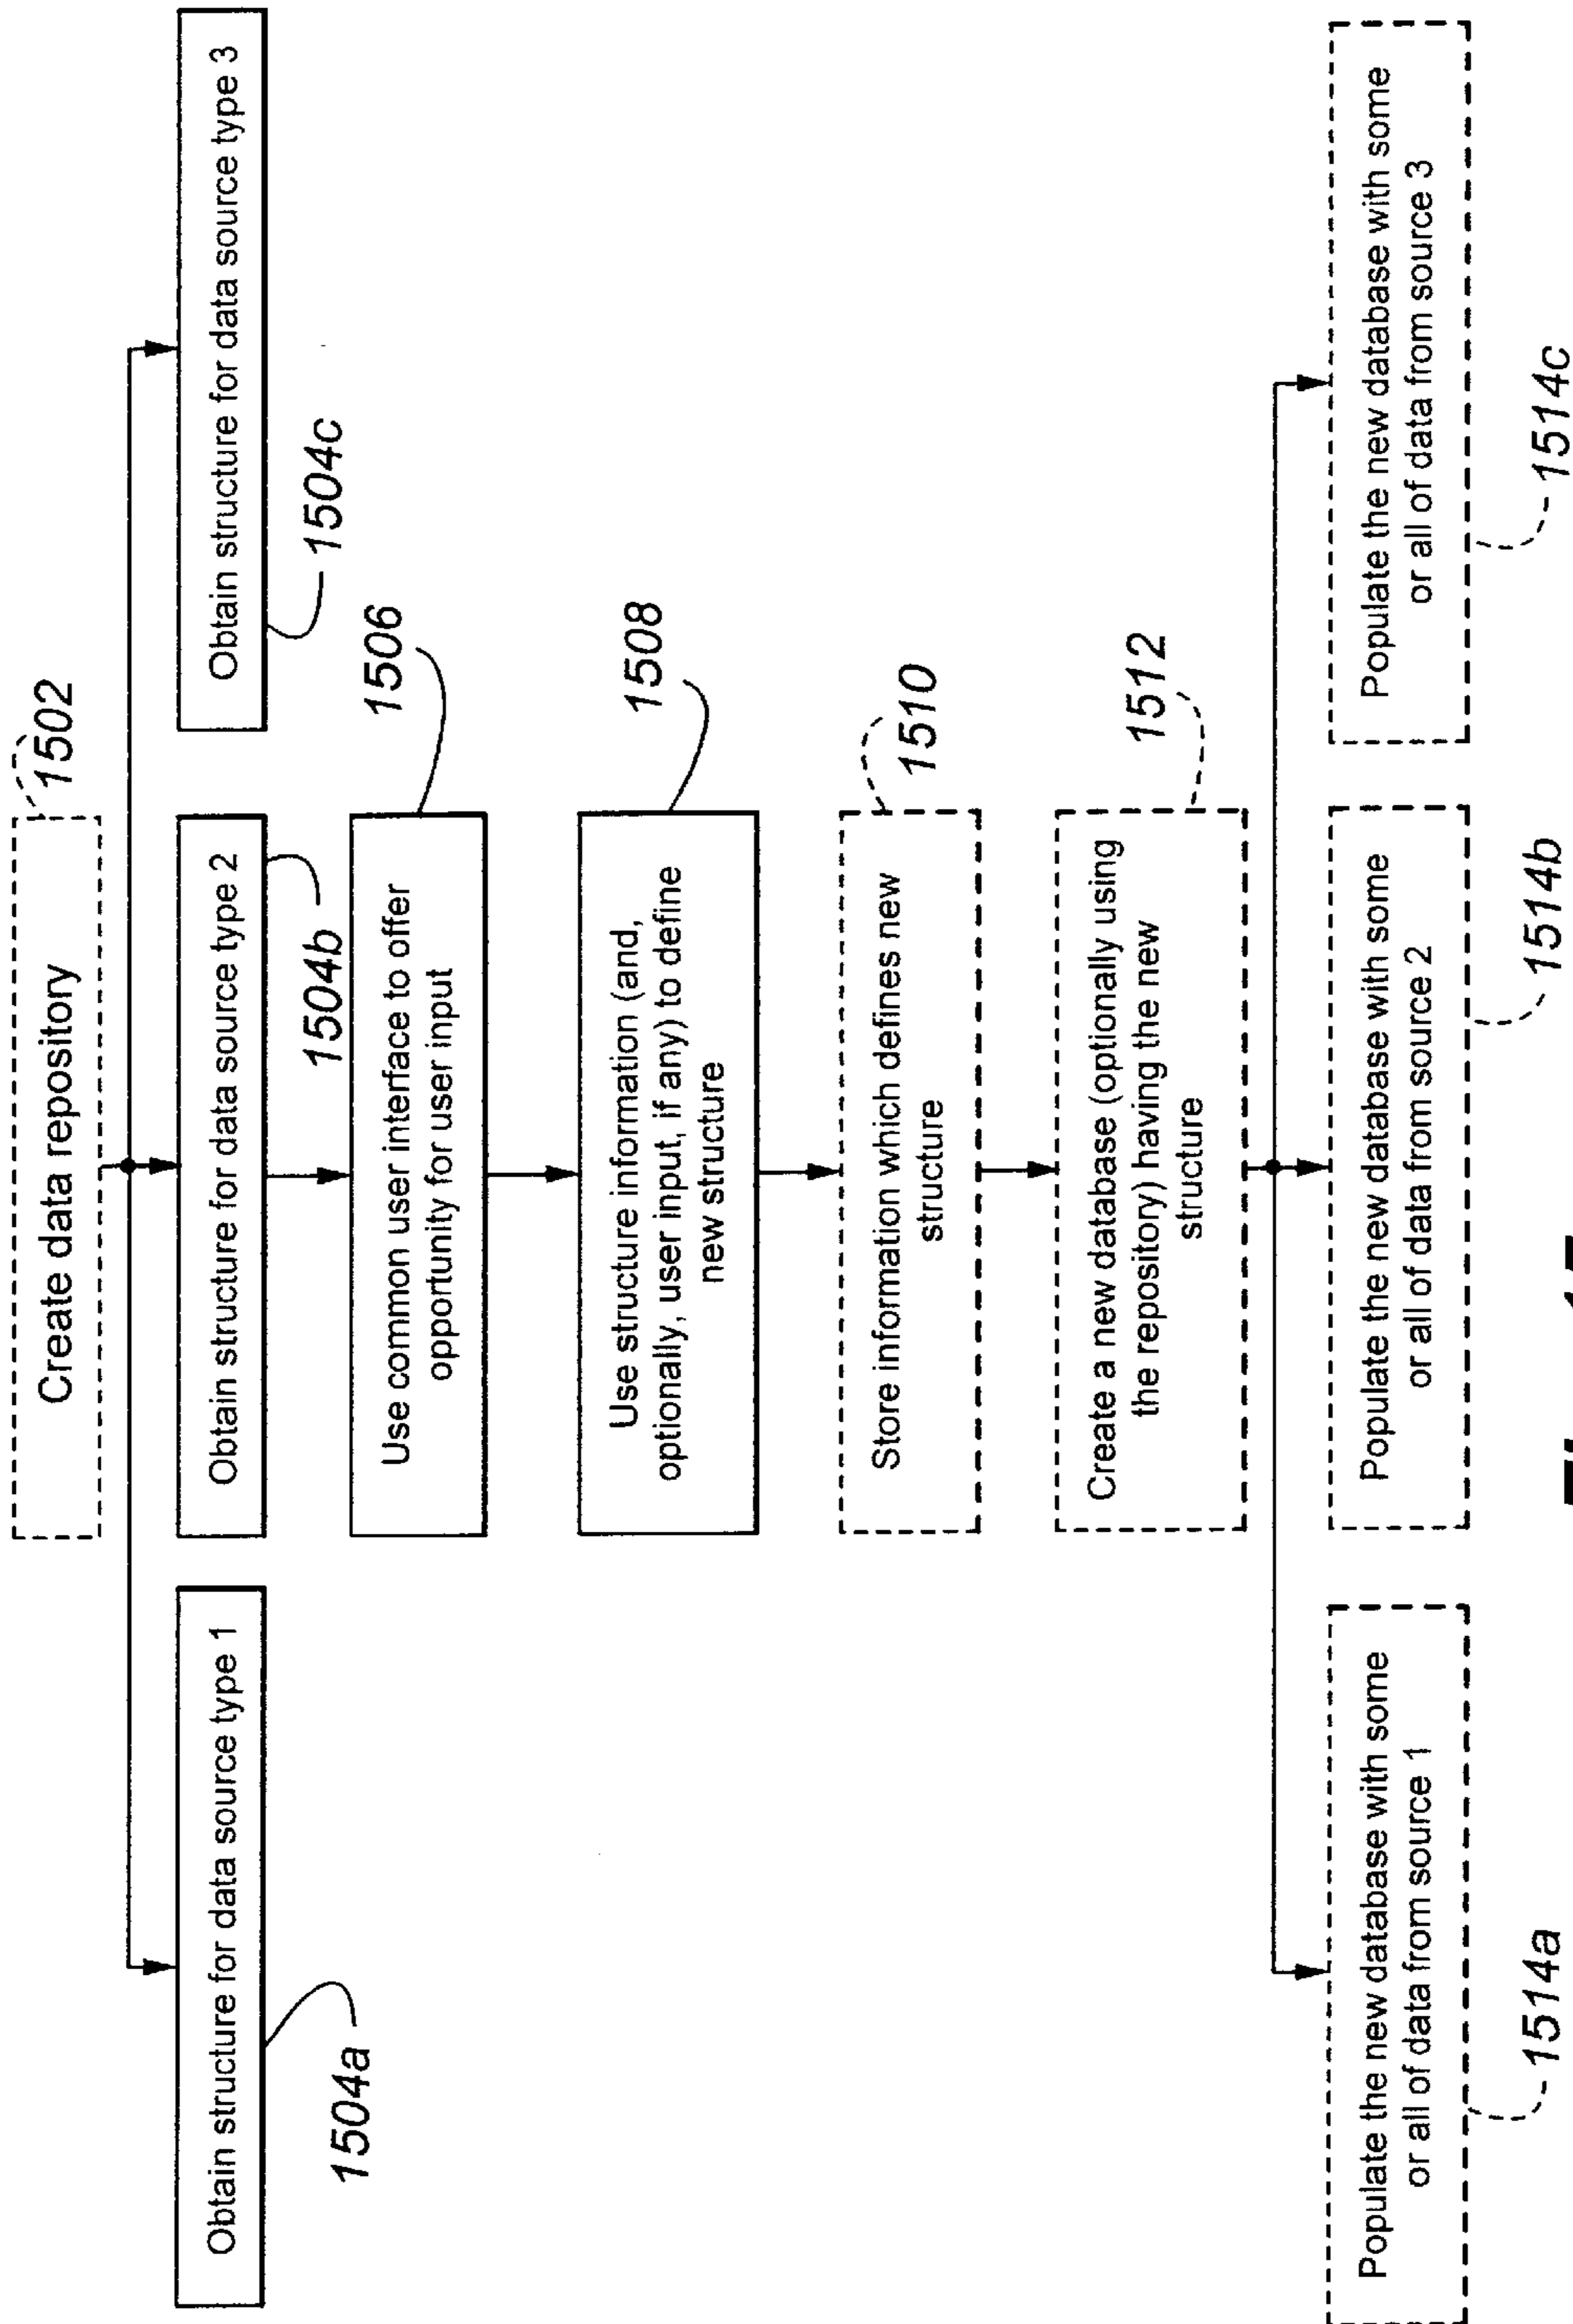 Create data repository
1502
Obtain structure for data source type 1
1504a
Obtain structure for data source type 2
1504b
Obtain structure for data source type 3
1504c
Use common user interface to offer
opportunity for user input
1506
Use structure information (and,
optionally, user input, if any) to define
new structure
1508
Store information which defines new
structure
1510
Create a new database (optionally using
the repository) having the new
structure
1512
Populate the new database with some
or all of data from source 1
1514a
Populate the new database with some
or all of data from source 2
1514b
Populate the new database with some
or all of data from source 3
1514c